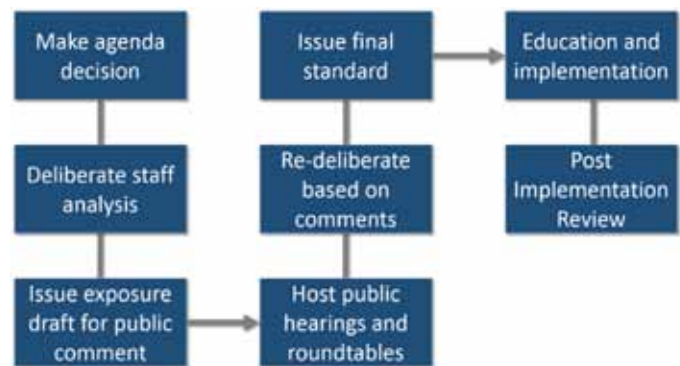 Make agenda
decision
Deliberate staff
analysis
Issue exposure
draft for public
comment
Host public
hearings and
roundtables
Re-deliberate
based on
comments
Issue final
standard
Education and
implementation
Post
Implementation
Review